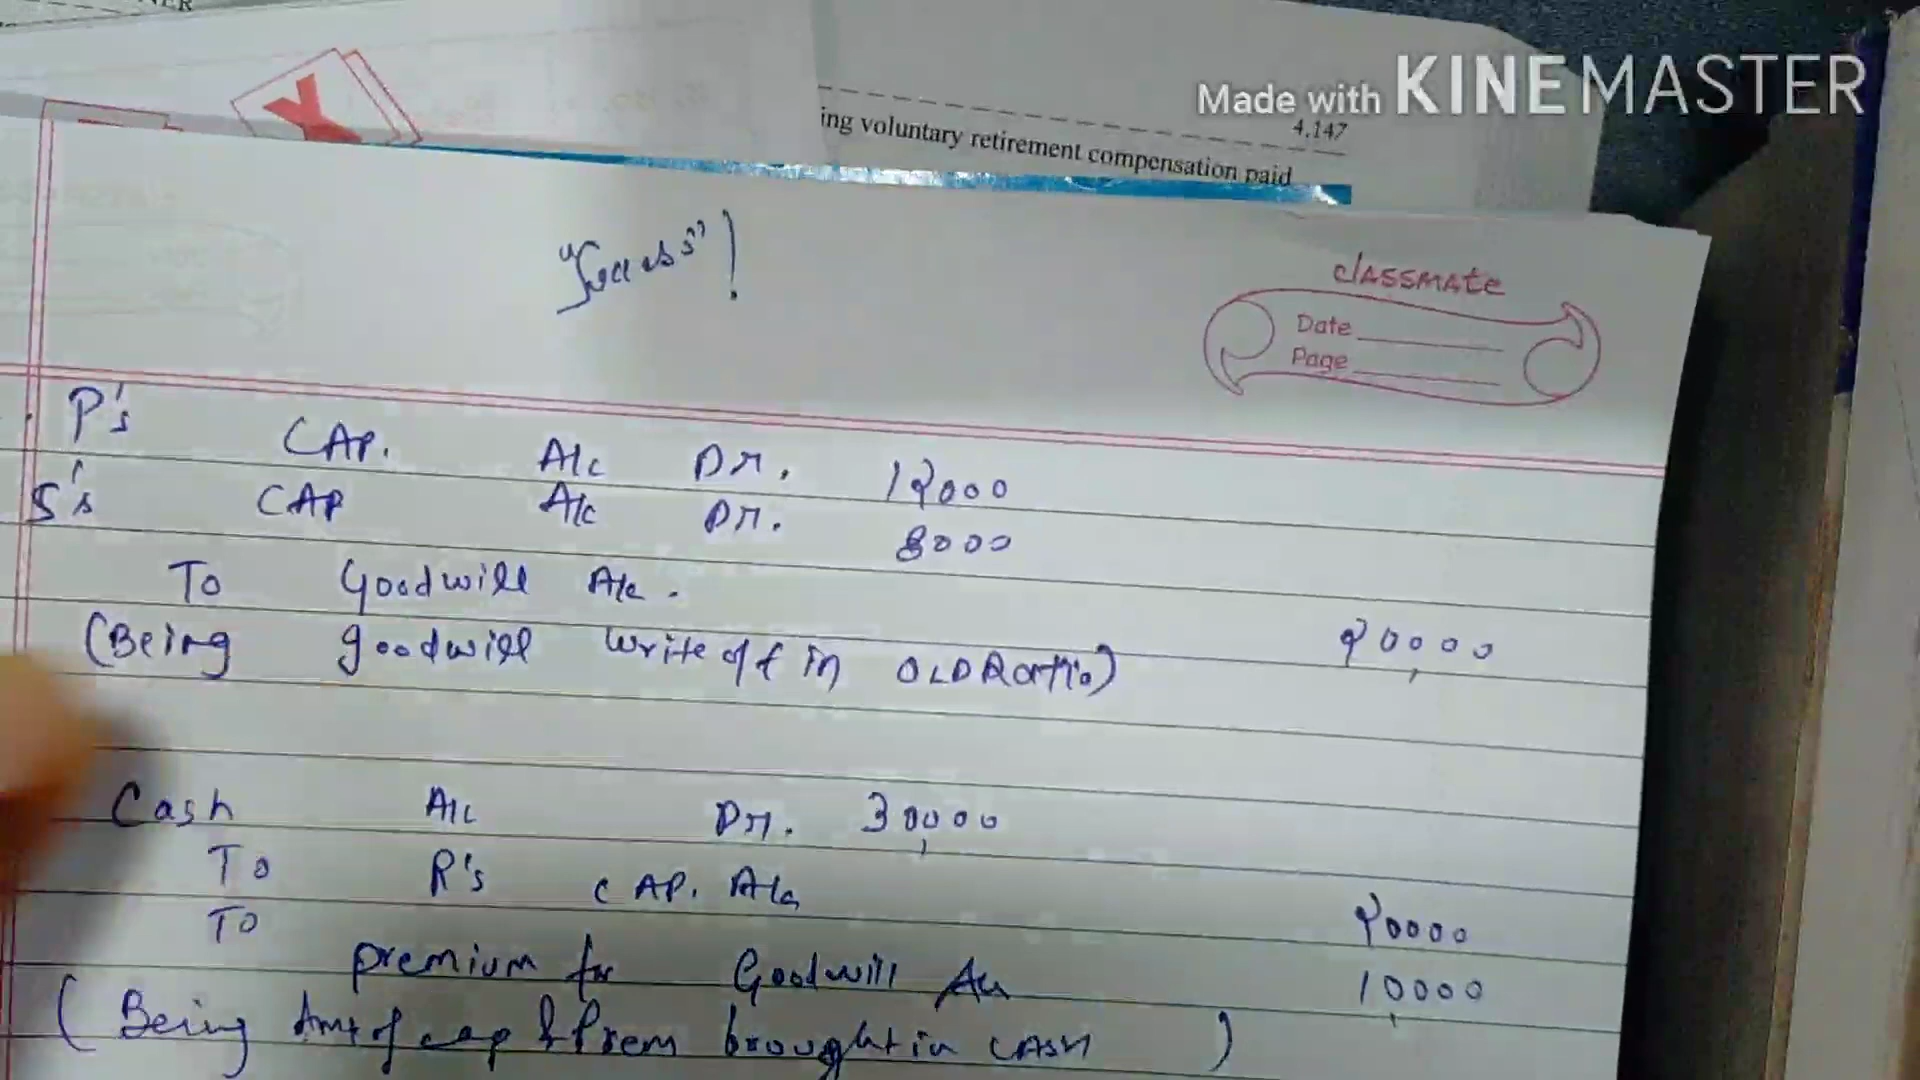 NER
Made with KINEMASTER
4.147
ing voluntary retirement compensation paid
"Success"!
classmate
Date
Page
P's CAP. A/c Dr. 12000
S's CAP A/c Dr. 8000
To Goodwill A/c.
20000
(Being goodwill write off in OLD Ratio)
Cash A/c Dr. 30000
To R's CAP. A/c
20000
To premium for Goodwill A/c
10000
(Being Amt of cap & Prem brought in CASH)